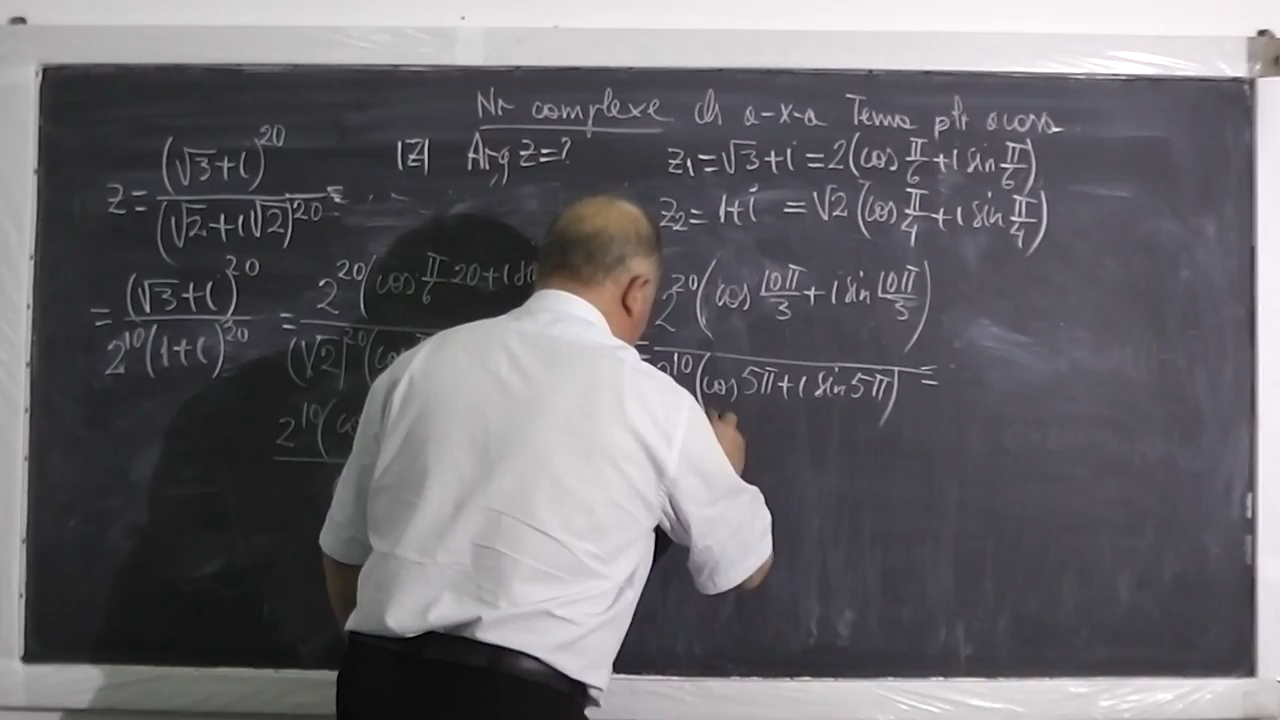 Nr complexe cls a-x-a Tema ptr acasa
z = (√3+i)^20 / (√2+i√2)^20 =
|z| Arg z=?
z₁=√3+i=2(cos π/6+i sin π/6)
z₂=1+i =√2(cos π/4+i sin π/4)
= (√3+i)^20 / 2^10(1+i)^20 = 2^20(cos π/6 20+i
(√2)^20
= 2^20(cos 10π/3+i sin 10π/3) / 2^10(cos 5π+i sin 5π) =
2^10(